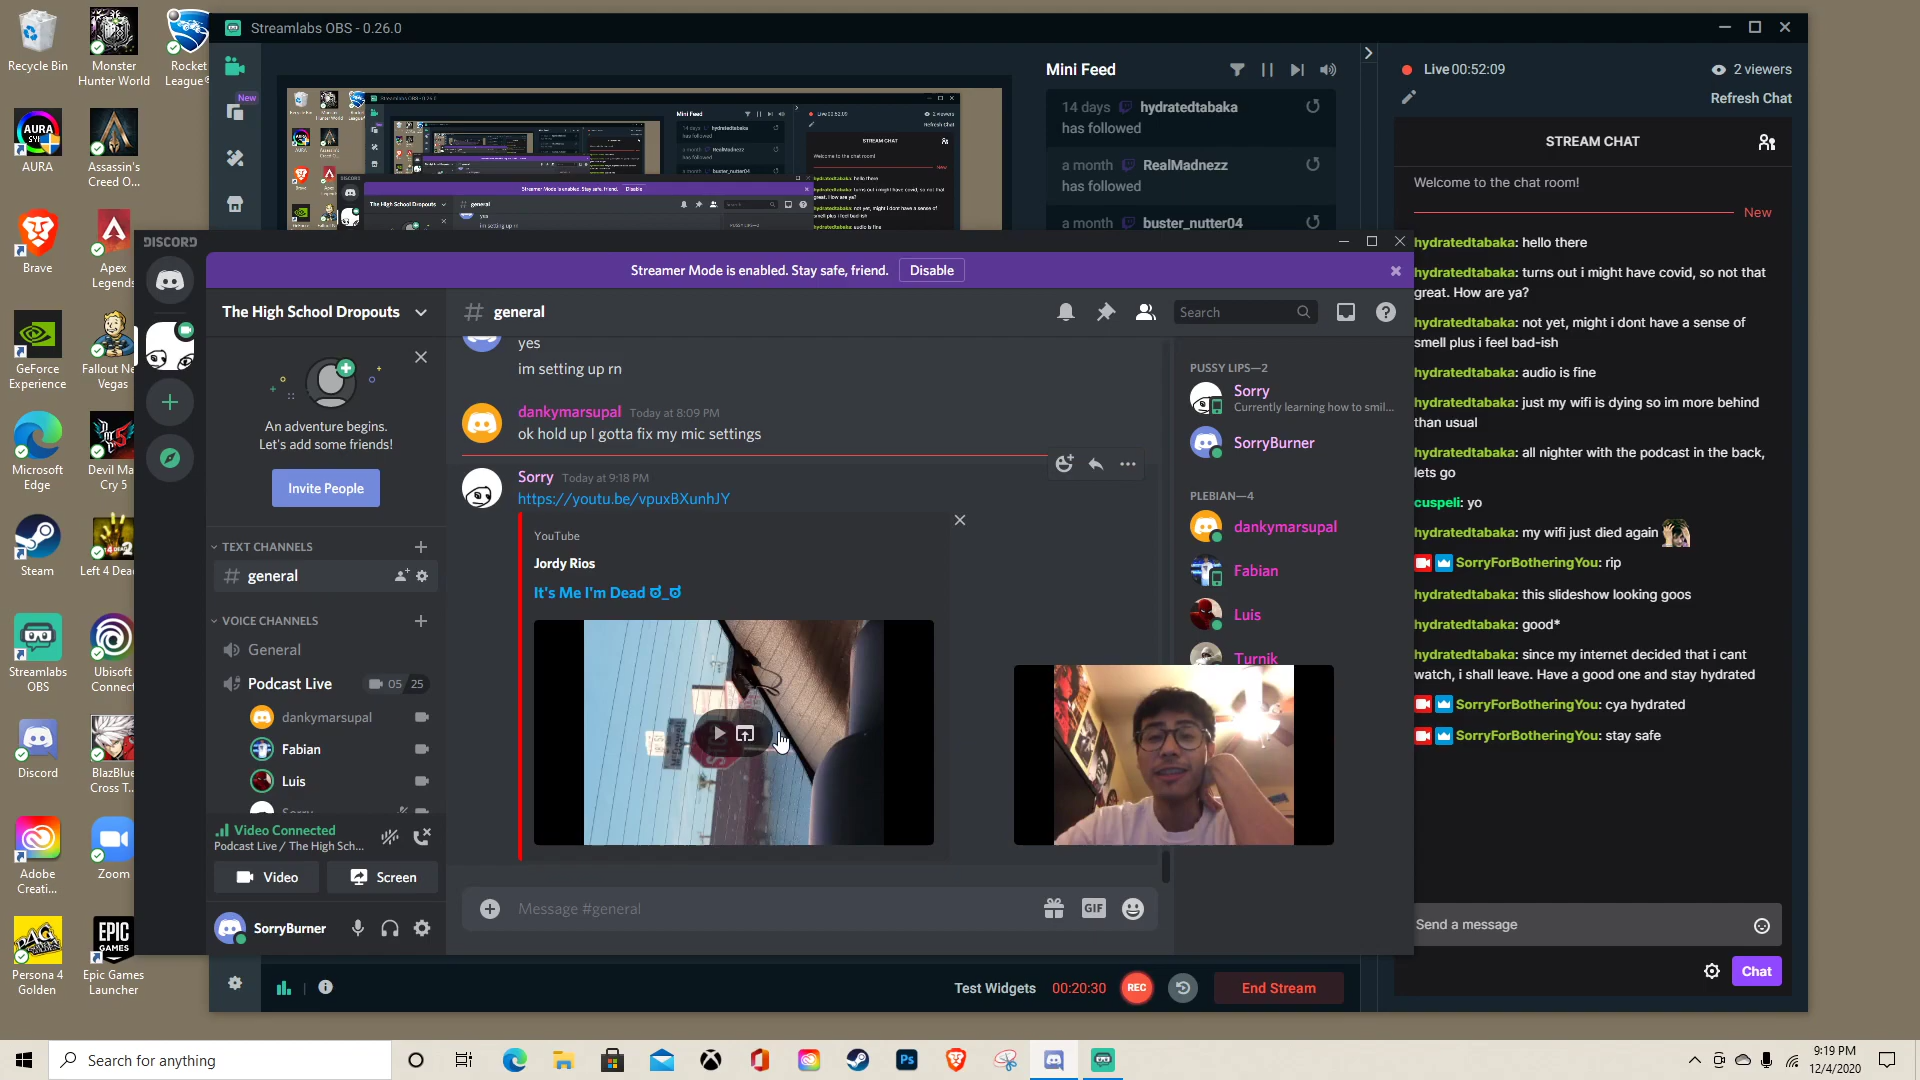 Recycle Bin
Monster
Hunter World
Rocket
League®
AURA
Assassin's
Creed O...
Brave
Apex
Legends
GeForce
Experience
Fallout Ne
Vegas
Microsoft
Edge
Devil Ma
Cry 5
Steam
Left 4 Dea
Streamlabs
OBS
Ubisoft
Connect
Discord
BlazBlue
Cross T...
Adobe
Creati...
Zoom
Persona 4
Golden
EPIC
GAMES
Epic Games
Launcher
Streamlabs OBS - 0.26.0
New
Mini Feed
14 days hydratedtabaka
has followed
a month RealMadnezz
has followed
a month buster_nutter04
Live 00:52:09
2 viewers
Refresh Chat
STREAM CHAT
Welcome to the chat room!
New
hydratedtabaka: hello there
hydratedtabaka: turns out i might have covid, so not that
great. How are ya?
hydratedtabaka: not yet, might i dont have a sense of
smell plus i feel bad-ish
hydratedtabaka: audio is fine
hydratedtabaka: just my wifi is dying so im more behind
than usual
hydratedtabaka: all nighter with the podcast in the back,
lets go
cuspeli: yo
hydratedtabaka: my wifi just died again
SorryForBotheringYou: rip
hydratedtabaka: this slideshow looking goos
hydratedtabaka: good*
hydratedtabaka: since my internet decided that i cant
watch, i shall leave. Have a good one and stay hydrated
SorryForBotheringYou: cya hydrated
SorryForBotheringYou: stay safe
Send a message
Chat
DISCORD
Streamer Mode is enabled. Stay safe, friend.
Disable
The High School Dropouts
general
Search
An adventure begins.
Let's add some friends!
Invite People
TEXT CHANNELS
general
VOICE CHANNELS
General
Podcast Live 05 25
dankymarsupal
Fabian
Luis
Sorry
Video Connected
Podcast Live / The High Sch...
Video
Screen
SorryBurner
yes
im setting up rn
dankymarsupal Today at 8:09 PM
ok hold up I gotta fix my mic settings
Sorry Today at 9:18 PM
https://youtu.be/vpuxBXunhJY
YouTube
Jordy Rios
It's Me I'm Dead ಠ_ಠ
Message #general
GIF
PUSSY LIPS—2
Sorry
Currently learning how to smil...
SorryBurner
PLEBIAN—4
dankymarsupal
Fabian
Luis
Turnik
Test Widgets
00:20:30
REC
End Stream
Search for anything
Ps
9:19 PM
12/4/2020